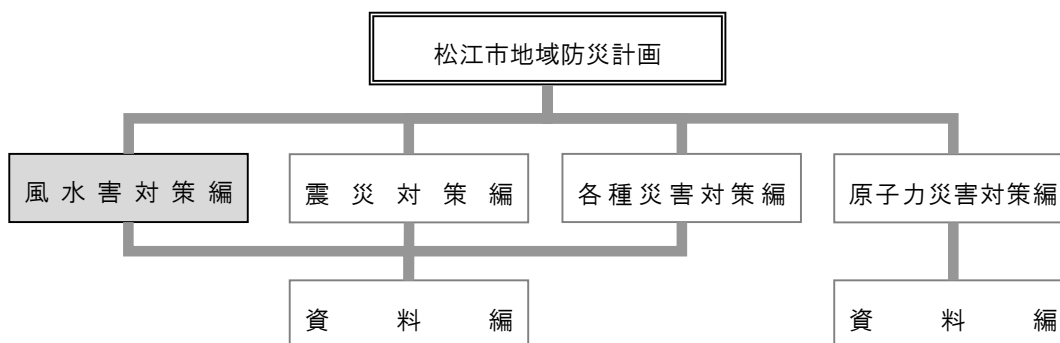 松江市地域防災計画
風水害対策編
震災対策編
各種災害対策編
原子力災害対策編
資料編
資料編